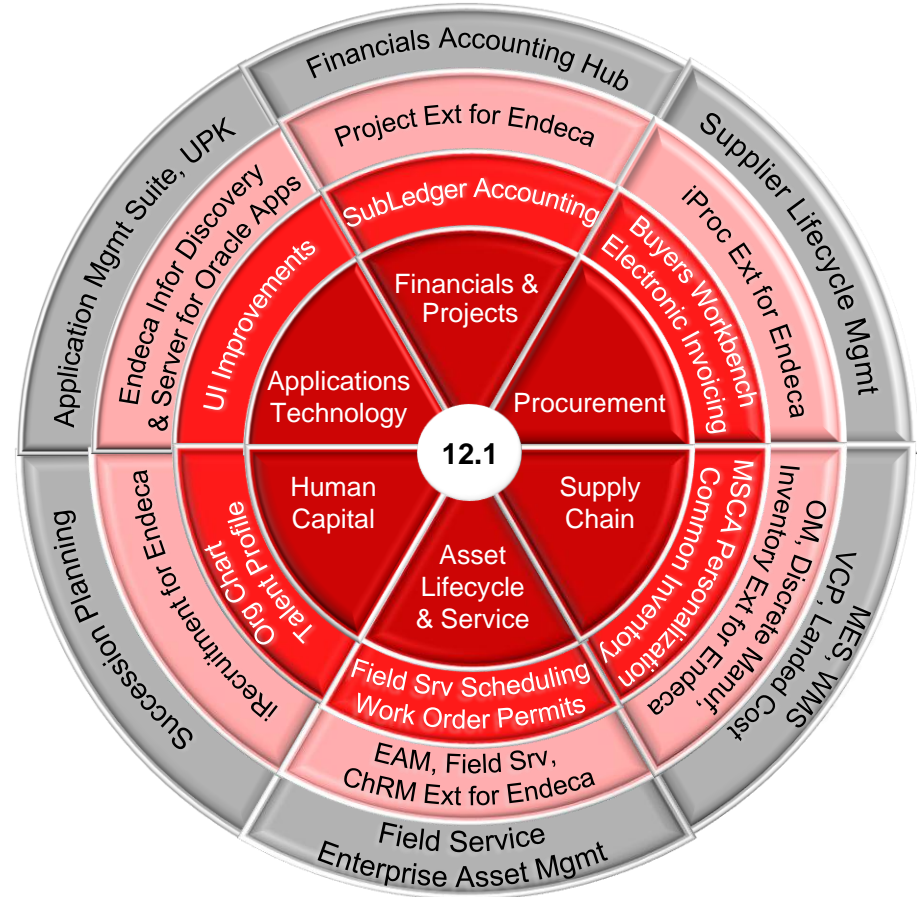 Financials Accounting Hub
Project Ext for Endeca
SubLedger Accounting
Financials &
Projects
Supplier Lifecycle Mgmt
iProc Ext for Endeca
Buyers Workbench
Electronic Invoicing
Procurement
MES, WMS
VCP, Landed Cost
OM, Discrete Manuf,
Inventory Ext for Endeca
MSCA Personalization
Common Inventory
Supply
Chain
Asset
Lifecycle
& Service
Field Srv Scheduling
Work Order Permits
EAM, Field Srv,
ChRM Ext for Endeca
Field Service
Enterprise Asset Mgmt
Succession Planning
iRecruitment for Endeca
Org Chart
Talent Profile
Human
Capital
Application Mgmt Suite, UPK
Endeca Infor Discovery
& Server for Oracle Apps
UI Improvements
Applications
Technology
12.1